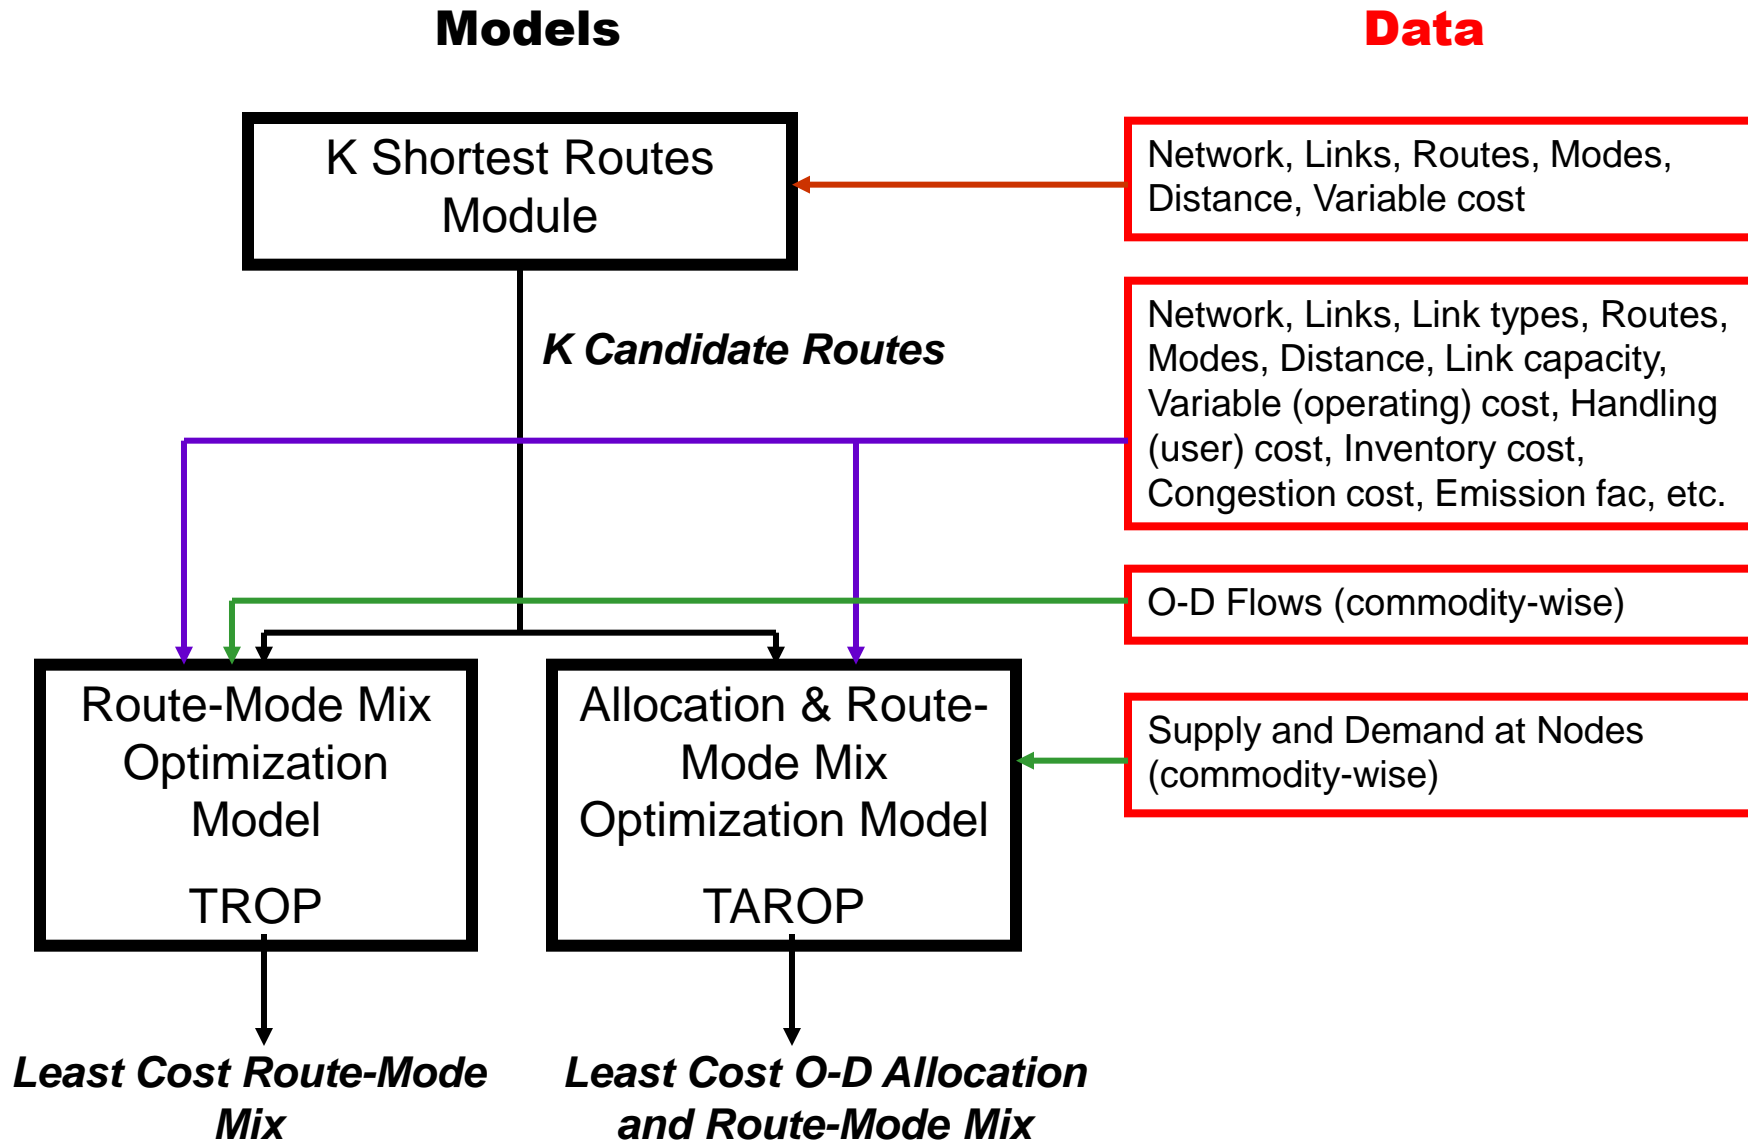 Models
Data
K Shortest Routes
Module
Network, Links, Routes, Modes,
Distance, Variable cost
K Candidate Routes
Network, Links, Link types, Routes,
Modes, Distance, Link capacity,
Variable (operating) cost, Handling
(user) cost, Inventory cost,
Congestion cost, Emission fac, etc.
O-D Flows (commodity-wise)
Route-Mode Mix
Optimization
Model
TROP
Allocation & Route-
Mode Mix
Optimization Model
TAROP
Supply and Demand at Nodes
(commodity-wise)
Least Cost Route-Mode
Mix
Least Cost O-D Allocation
and Route-Mode Mix